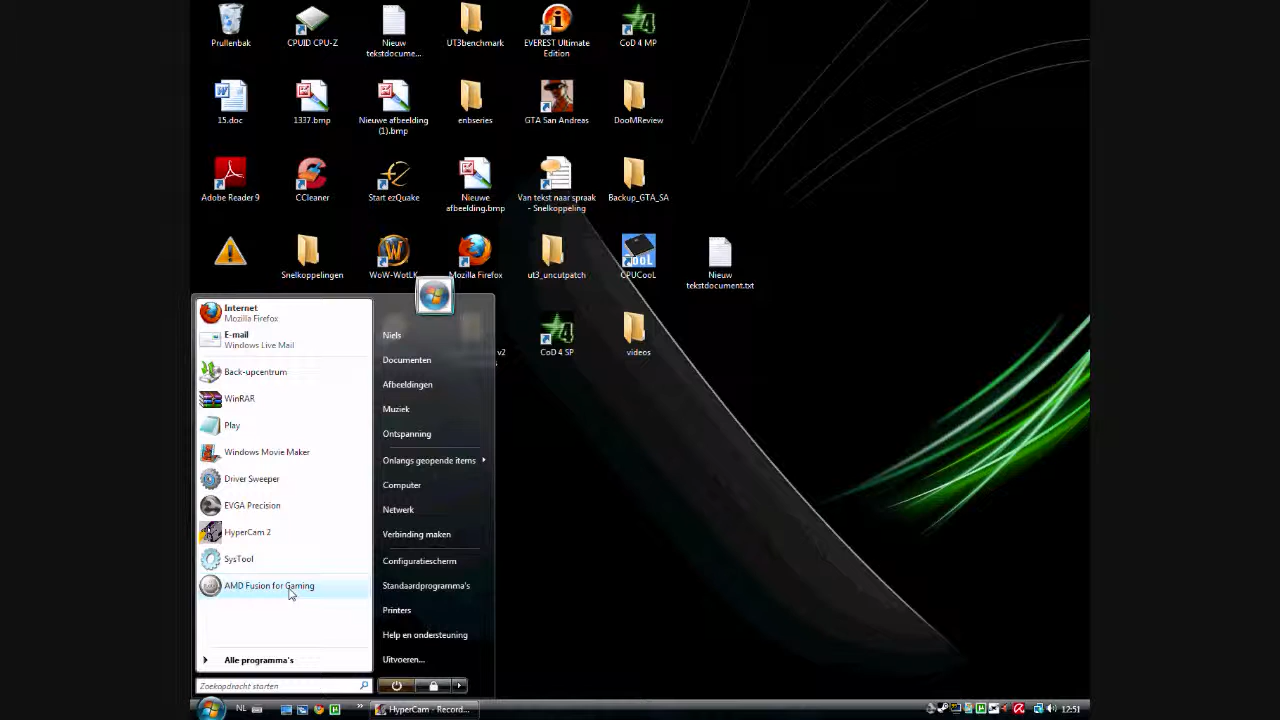 Prullenbak
CPUID CPU-Z
Nieuw
tekstdocume...
UT3benchmark
EVEREST Ultimate
Edition
CoD 4 MP
15.doc
1337.bmp
Nieuwe afbeelding
(1).bmp
enbseries
GTA San Andreas
DooMReview
Adobe Reader 9
CCleaner
Start ezQuake
Nieuwe
afbeelding.bmp
Van tekst naar spraak
- Snelkoppeling
Backup_GTA_SA
Snelkoppelingen
WoW-WotLK
Mozilla Firefox
ut3_uncutpatch
CPUCooL
Nieuw
tekstdocument.txt
v2
CoD 4 SP
videos
Internet
Mozilla Firefox
E-mail
Windows Live Mail
Back-upcentrum
WinRAR
Play
Windows Movie Maker
Driver Sweeper
EVGA Precision
HyperCam 2
SysTool
AMD Fusion for Gaming
Alle programma's
Zoekopdracht starten
Niels
Documenten
Afbeeldingen
Muziek
Ontspanning
Onlangs geopende items
Computer
Netwerk
Verbinding maken
Configuratiescherm
Standaardprogramma's
Printers
Help en ondersteuning
Uitvoeren...
NL
HyperCam - Record...
12:51